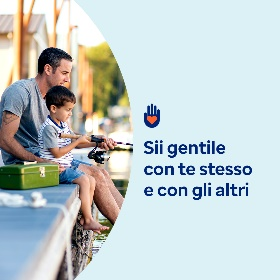 Sii gentile
con te stesso
e con gli altri